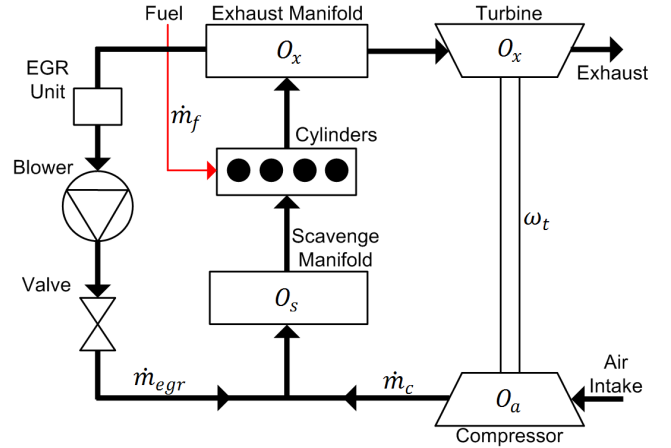 Fuel
Exhaust Manifold
Turbine
O_x
O_x
Exhaust
EGR
Unit
ṁ_f
Cylinders
Blower
ω_t
Scavenge
Manifold
Valve
O_s
ṁ_egr
ṁ_c
Air
Intake
O_a
Compressor